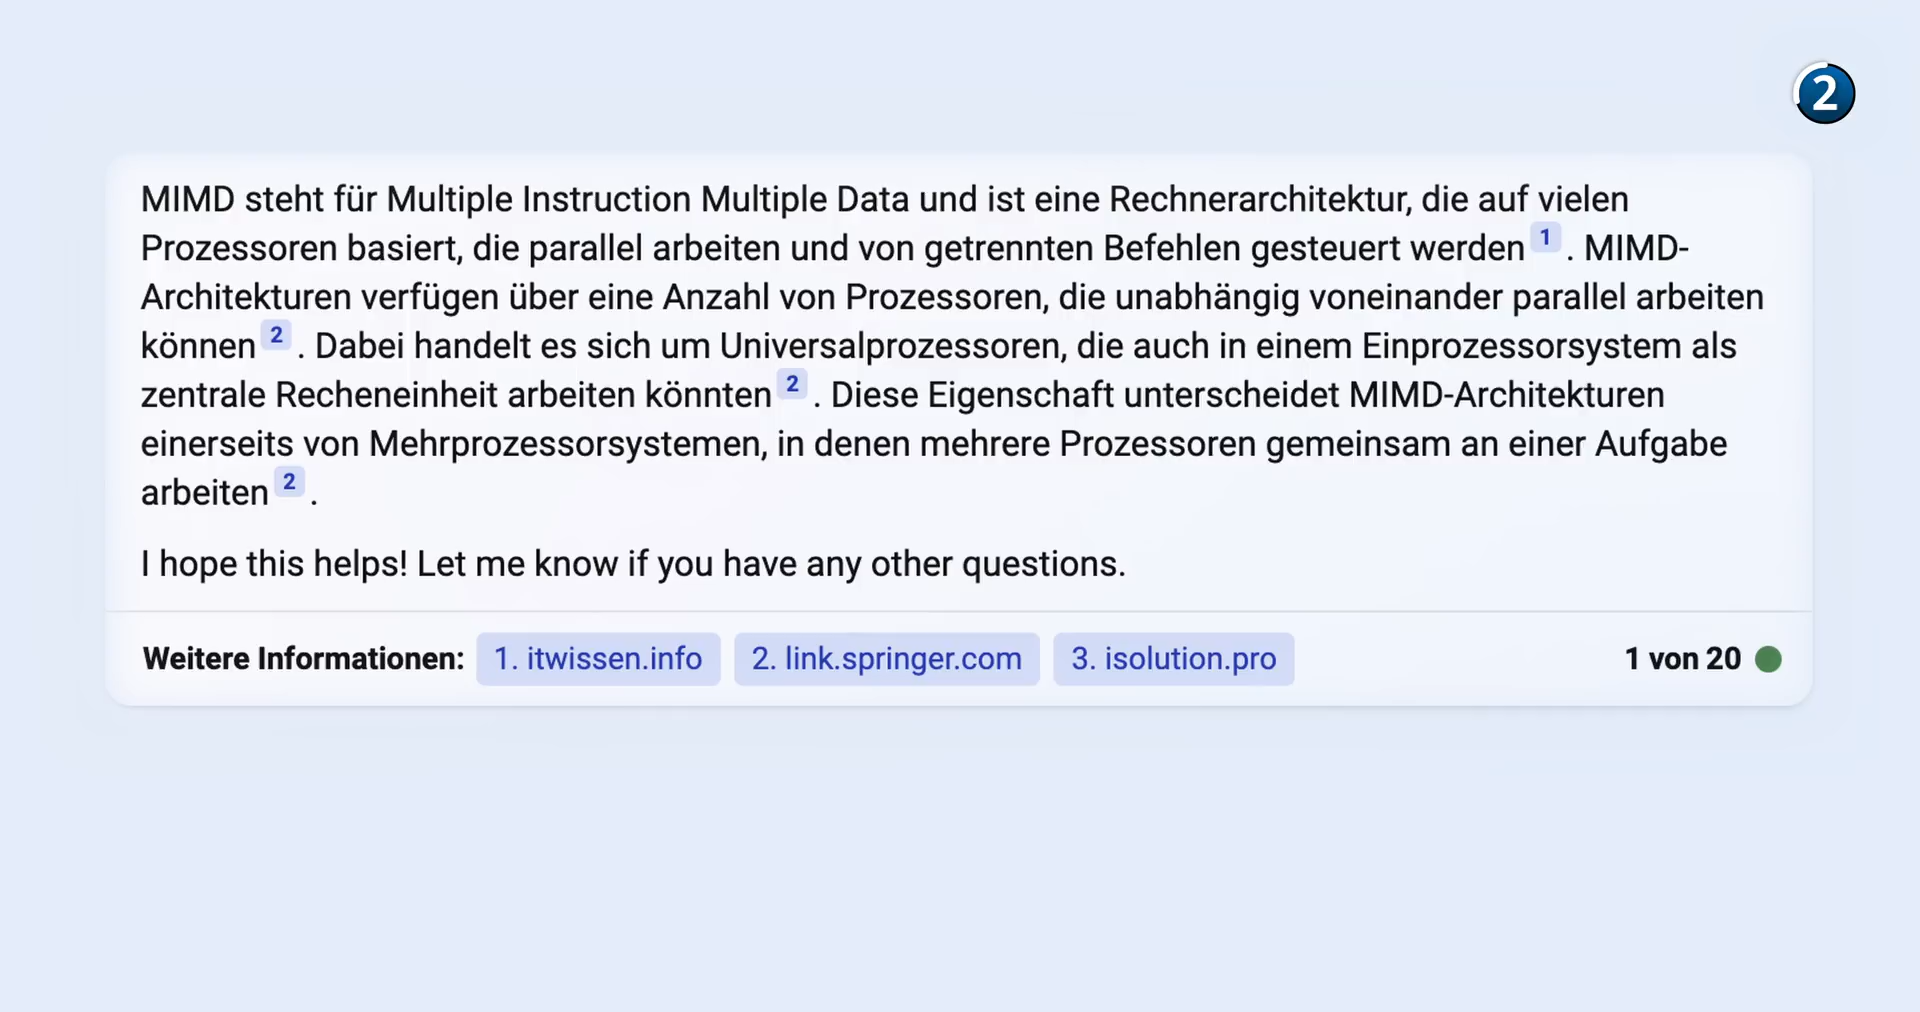 2
MIMD steht für Multiple Instruction Multiple Data und ist eine Rechnerarchitektur, die auf vielen
Prozessoren basiert, die parallel arbeiten und von getrennten Befehlen gesteuert werden 1 . MIMD-
Architekturen verfügen über eine Anzahl von Prozessoren, die unabhängig voneinander parallel arbeiten
können 2 . Dabei handelt es sich um Universalprozessoren, die auch in einem Einprozessorsystem als
zentrale Recheneinheit arbeiten könnten 2 . Diese Eigenschaft unterscheidet MIMD-Architekturen
einerseits von Mehrprozessorsystemen, in denen mehrere Prozessoren gemeinsam an einer Aufgabe
arbeiten 2 .
I hope this helps! Let me know if you have any other questions.
Weitere Informationen: 1. itwissen.info 2. link.springer.com 3. isolution.pro 1 von 20